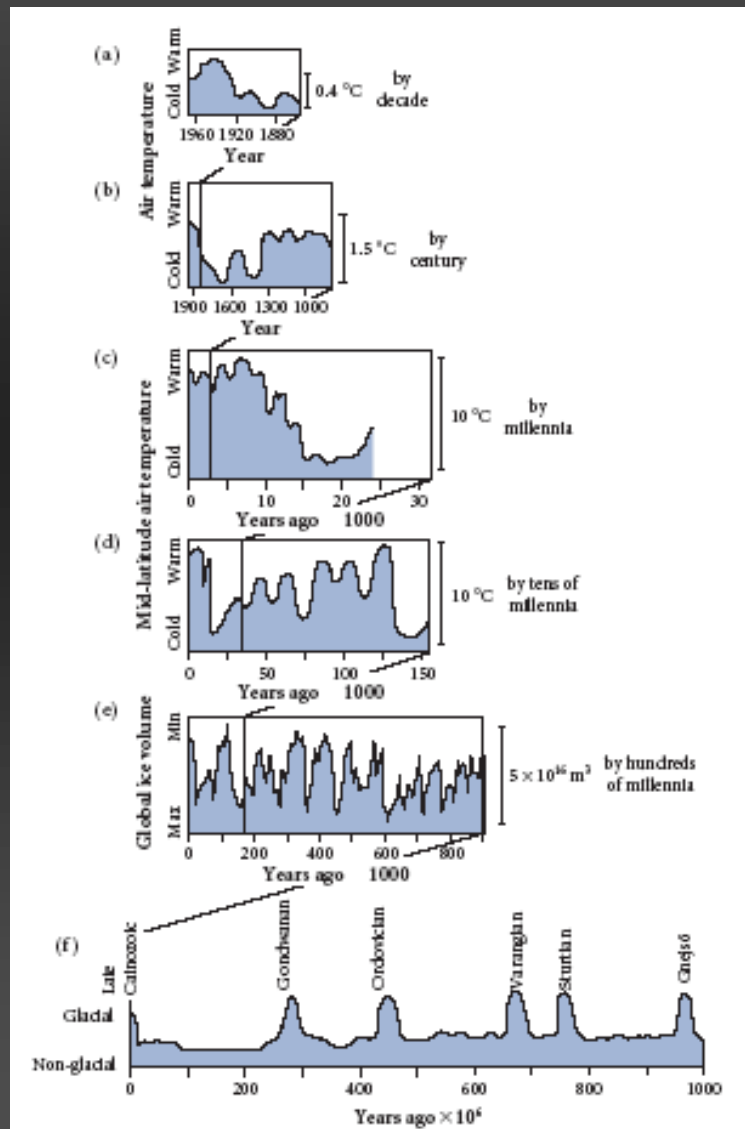 (a)
Warm
Cold
0.4 °C
by
decade
1960 1920 1880
Year
Air temperature
(b)
Warm
Cold
1.5 °C
by
century
1900 1600 1300 1000
Year
(c)
Warm
Cold
10 °C
by
millennia
0 10 20 30
Years ago 1000
Mid-latitude air temperature
(d)
Warm
Cold
10 °C
by tens of
millennia
0 50 100 150
Years ago 1000
(e)
Min
Max
Global ice volume
5 × 10¹⁶ m³
by hundreds
of millennia
0 200 400 600 800
Years ago 1000
(f)
Late
Cainozoic
Gondwanan
Ordovician
Varangian
Sturtian
Gnejsö
Glacial
Non-glacial
0 200 400 600 800 1000
Years ago × 10⁶